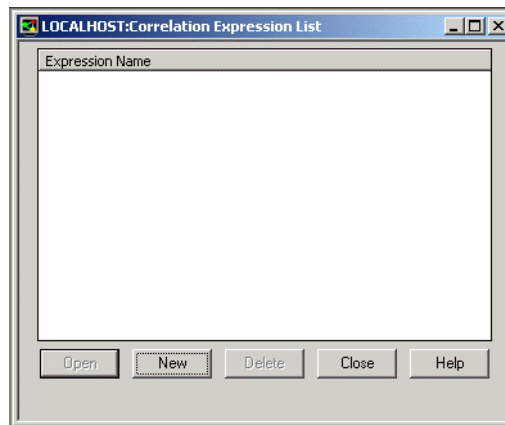 LOCALHOST:Correlation Expression List
Expression Name
Open New Delete Close Help